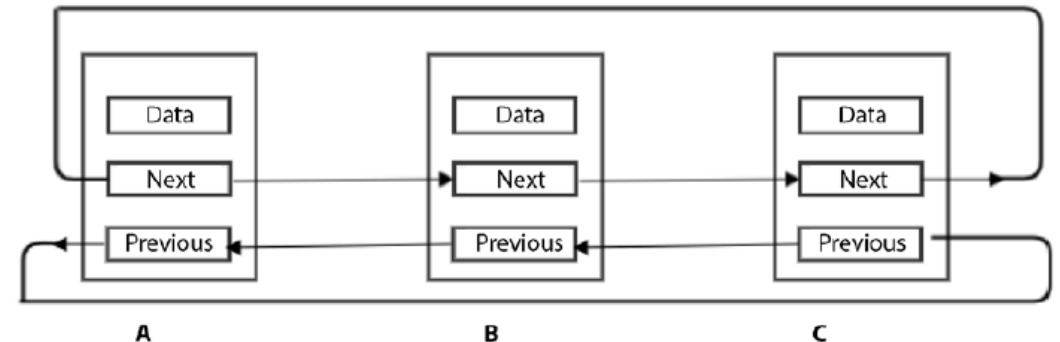 Data Data Data
Next Next Next
Previous Previous Previous
A B C